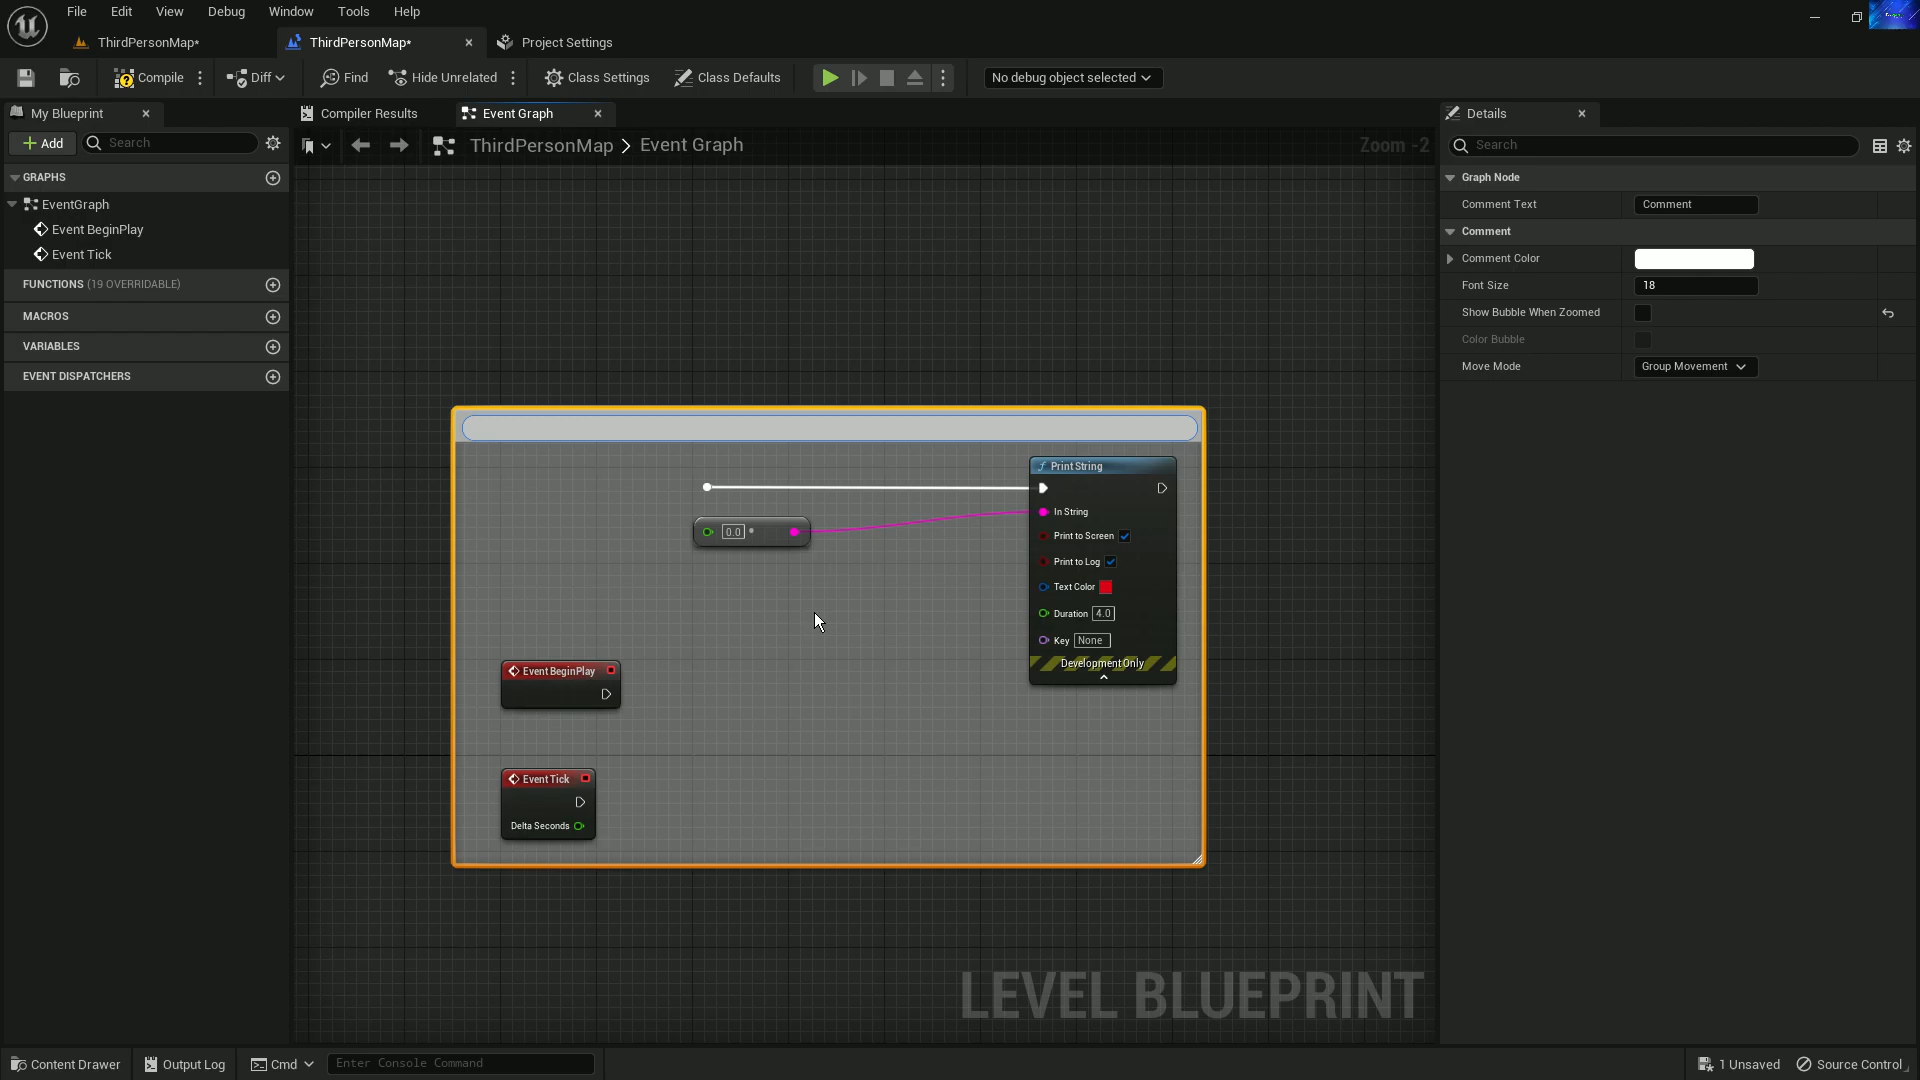 File Edit View Debug Window Tools Help
ThirdPersonMap* ThirdPersonMap* Project Settings
Compile Diff Find Hide Unrelated Class Settings Class Defaults No debug object selected
My Blueprint Compiler Results Event Graph Details
Add Search ThirdPersonMap > Event Graph Zoom -2 Search
GRAPHS
EventGraph
Event BeginPlay
Event Tick
FUNCTIONS (19 OVERRIDABLE)
MACROS
VARIABLES
EVENT DISPATCHERS
Print String
In String
Print to Screen
Print to Log
Text Color
Duration 4.0
Key None
Development Only
0.0
Event BeginPlay
Event Tick
Delta Seconds
LEVEL BLUEPRINT
Graph Node
Comment Text Comment
Comment
Comment Color
Font Size 18
Show Bubble When Zoomed
Color Bubble
Move Mode Group Movement
Content Drawer Output Log Cmd Enter Console Command 1 Unsaved Source Control